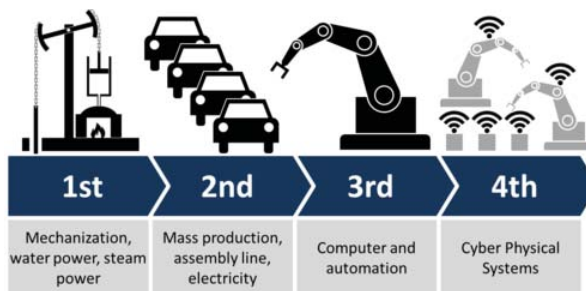 1st
2nd
3rd
4th
Mechanization,
water power, steam
power
Mass production,
assembly line,
electricity
Computer and
automation
Cyber Physical
Systems